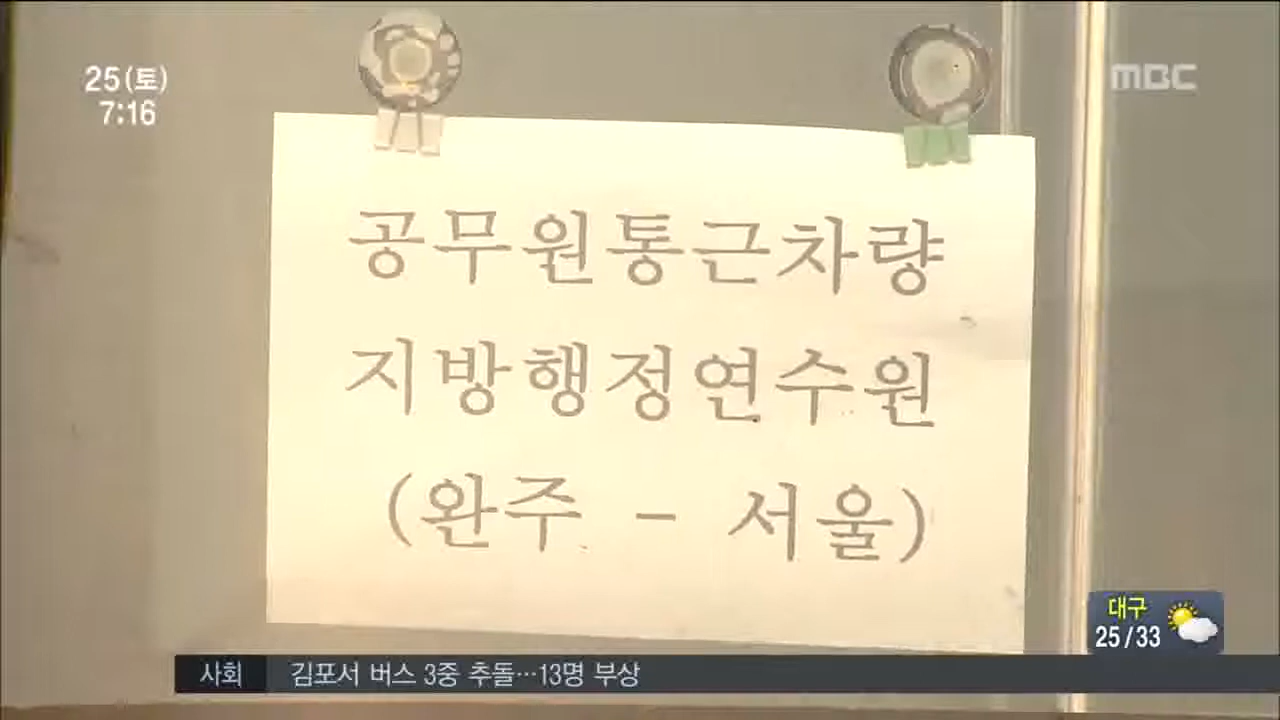 25(토)
7:16
MBC
공무원통근차량
지방행정연수원
(완주 - 서울)
대구
25/33
사회 김포서 버스 3중 추돌…13명 부상